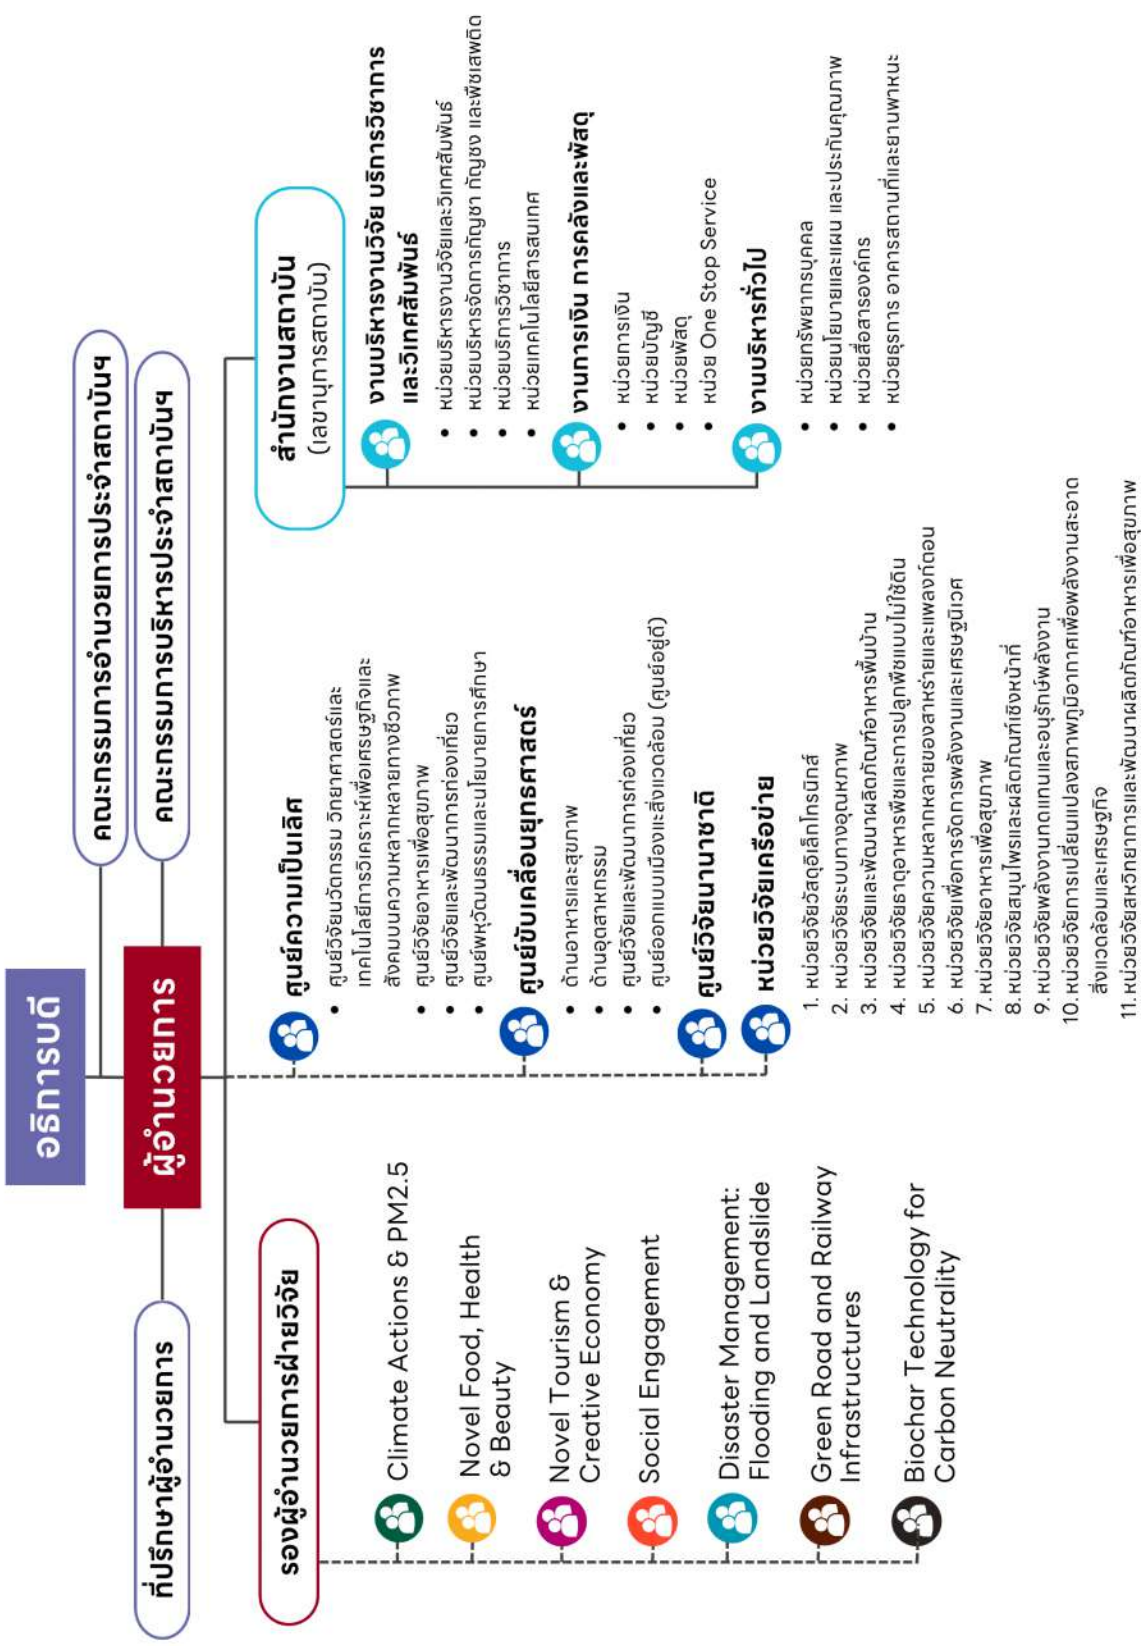 อธิการบดี
คณะกรรมการอำนวยการประจำสถาบันฯ
ที่ปรึกษาผู้อำนวยการ
ผู้อำนวยการ
คณะกรรมการบริหารประจำสถาบันฯ
รองผู้อำนวยการฝ่ายวิจัย
Climate Actions & PM2.5
Novel Food, Health
& Beauty
Novel Tourism &
Creative Economy
Social Engagement
Disaster Management:
Flooding and Landslide
Green Road and Railway
Infrastructures
Biochar Technology for
Carbon Neutrality
ศูนย์ความเป็นเลิศ
• ศูนย์วิจัยนวัตกรรม วิทยาศาสตร์และ
เทคโนโลยีการวิเคราะห์เพื่อเศรษฐกิจและ
สังคมบนความหลากหลายทางชีวภาพ
• ศูนย์วิจัยอาหารเพื่อสุขภาพ
• ศูนย์วิจัยและพัฒนาการท่องเที่ยว
• ศูนย์พหุวัฒนธรรมและนโยบายการศึกษา
ศูนย์ขับเคลื่อนยุทธศาสตร์
• ด้านอาหารและสุขภาพ
• ด้านอุตสาหกรรม
• ศูนย์วิจัยและพัฒนาการท่องเที่ยว
• ศูนย์ออกแบบเมืองและสิ่งแวดล้อม (ศูนย์อยู่ดี)
ศูนย์วิจัยนานาชาติ
หน่วยวิจัยเครือข่าย
1. หน่วยวิจัยวัสดุอิเล็กโทรนิกส์
2. หน่วยวิจัยระบบทางอุณหภาพ
3. หน่วยวิจัยและพัฒนาผลิตภัณฑ์อาหารพื้นบ้าน
4. หน่วยวิจัยธาตุอาหารพืชและการปลูกพืชแบบไม่ใช้ดิน
5. หน่วยวิจัยความหลากหลายของสาหร่ายและแพลงก์ตอน
6. หน่วยวิจัยเพื่อการจัดการพลังงานและเศรษฐนิเวศ
7. หน่วยวิจัยอาหารเพื่อสุขภาพ
8. หน่วยวิจัยสมุนไพรและผลิตภัณฑ์เชิงหน้าที่
9. หน่วยวิจัยพลังงานทดแทนและอนุรักษ์พลังงาน
10. หน่วยวิจัยการเปลี่ยนแปลงสภาพภูมิอากาศเพื่อพลังงานสะอาด
สิ่งแวดล้อมและเศรษฐกิจ
11. หน่วยวิจัยสหวิทยาการและพัฒนาผลิตภัณฑ์อาหารเพื่อสุขภาพ
สำนักงานสถาบัน
(เลขานุการสถาบัน)
งานบริหารงานวิจัย บริการวิชาการ
และวิเทศสัมพันธ์
• หน่วยบริหารงานวิจัยและวิเทศสัมพันธ์
• หน่วยบริหารจัดการกัญชา กัญชง และพืชเสพติด
• หน่วยบริการวิชาการ
• หน่วยเทคโนโลยีสารสนเทศ
งานการเงิน การคลังและพัสดุ
• หน่วยการเงิน
• หน่วยบัญชี
• หน่วยพัสดุ
• หน่วย One Stop Service
งานบริหารทั่วไป
• หน่วยทรัพยากรบุคคล
• หน่วยนโยบายและแผน และประกันคุณภาพ
• หน่วยสื่อสารองค์กร
• หน่วยธุรการ อาคารสถานที่และยานพาหนะ